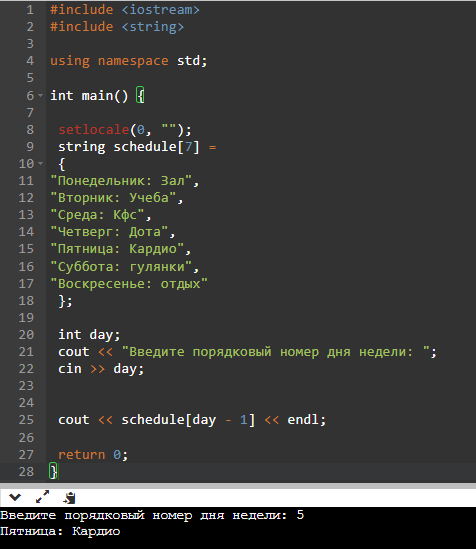 1 #include <iostream>
2 #include <string>
3
4 using namespace std;
5
6 int main() {
7
8 setlocale(0, "");
9 string schedule[7] =
10 {
11 "Понедельник: Зал",
12 "Вторник: Учеба",
13 "Среда: Кфс",
14 "Четверг: Дота",
15 "Пятница: Кардио",
16 "Суббота: гулянки",
17 "Воскресенье: отдых"
18 };
19
20 int day;
21 cout << "Введите порядковый номер дня недели: ";
22 cin >> day;
23
24
25 cout << schedule[day - 1] << endl;
26
27 return 0;
28 }
Введите порядковый номер дня недели: 5
Пятница: Кардио